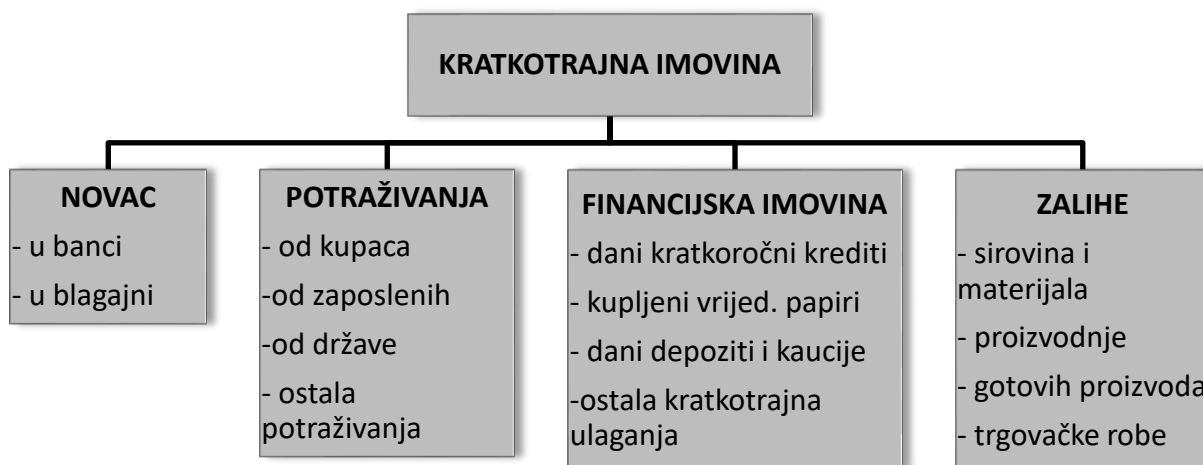 KRATKOTRAJNA IMOVINA
NOVAC
- u banci
- u blagajni
POTRAŽIVANJA
- od kupaca
-od zaposlenih
-od države
- ostala
potraživanja
FINANCIJSKA IMOVINA
- dani kratkoročni krediti
- kupljeni vrijed. papiri
- dani depoziti i kaucije
-ostala kratkotrajna
ulaganja
ZALIHE
- sirovina i
materijala
- proizvodnje
- gotovih proizvoda
- trgovačke robe